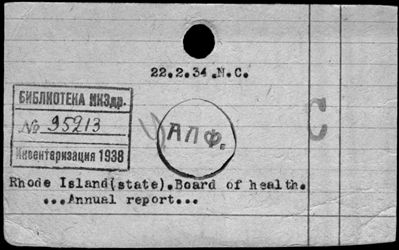 22.2.34.N.C.
БИБЛИОТЕКА НКЗдр.
№ 35213
Инвентаризация 1938
АПФ.
Rhode Island(state).Board of health.
...Annual report...